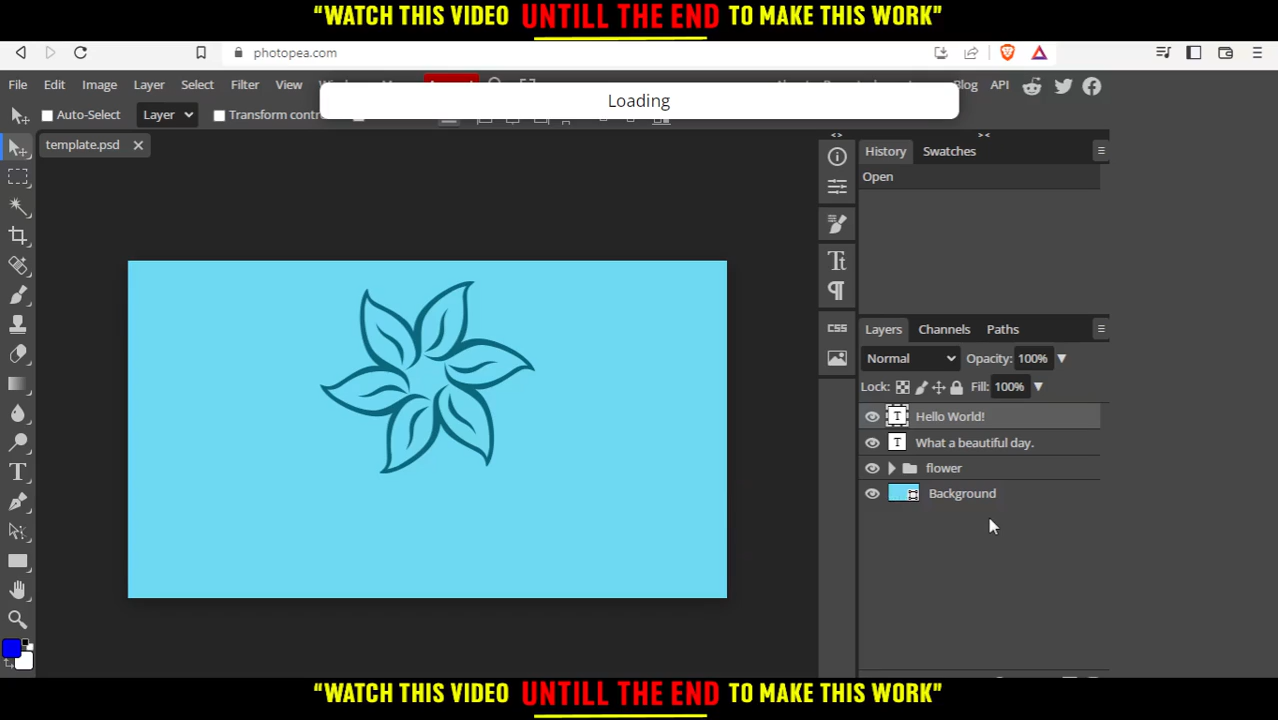 “WATCH THIS VIDEO UNTILL THE END TO MAKE THIS WORK”
photopea.com
File Edit Image Layer Select Filter View
Blog API
Loading
Auto-Select Layer Transform contr
template.psd
History Swatches
Open
Layers Channels Paths
Normal Opacity: 100%
Lock: Fill: 100%
T Hello World!
T What a beautiful day.
flower
Background
CSS
“WATCH THIS VIDEO UNTILL THE END TO MAKE THIS WORK”